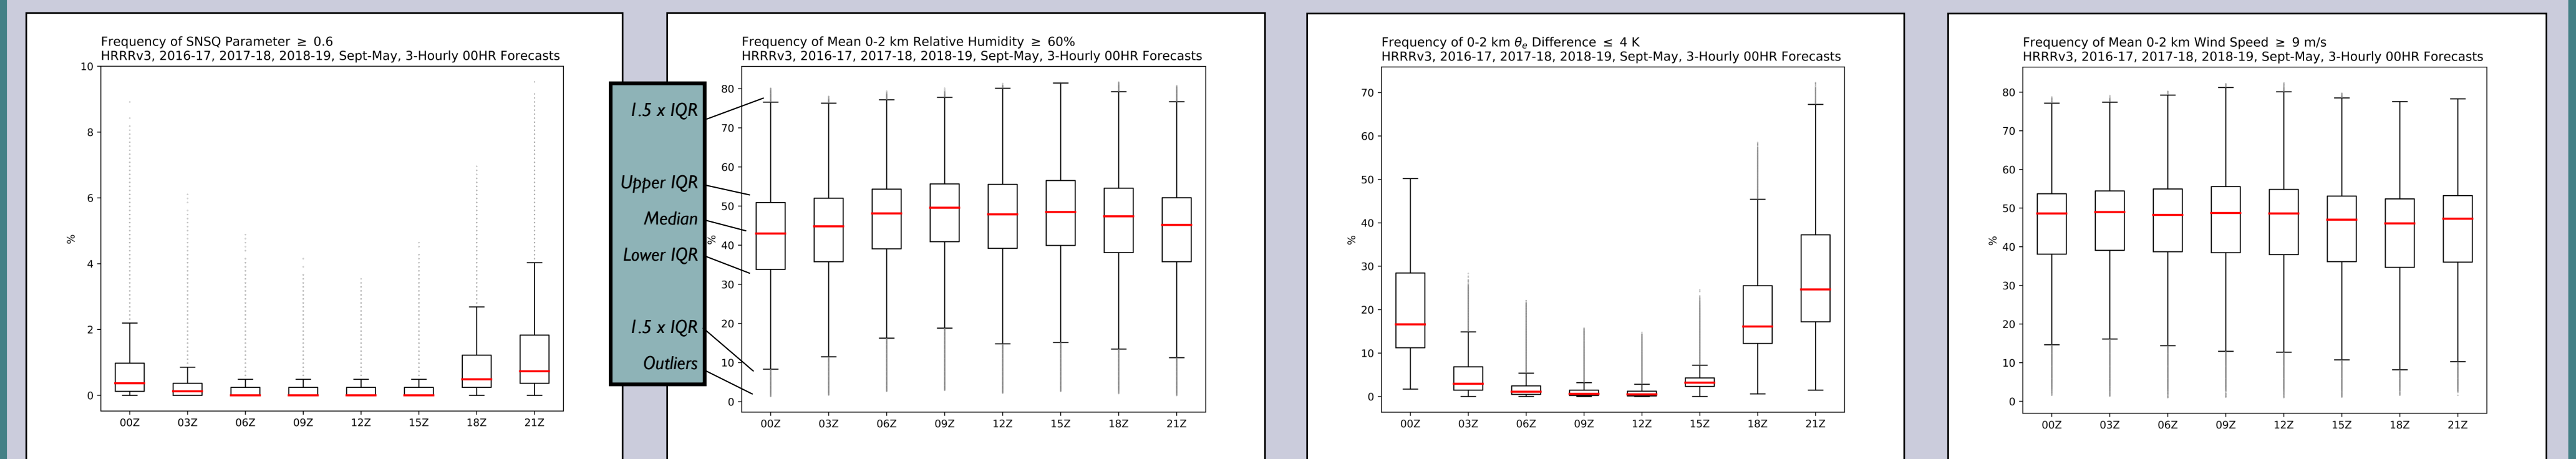 Frequency of SNSQ Parameter ≥ 0.6
HRRRv3, 2016-17, 2017-18, 2018-19, Sept-May, 3-Hourly 00HR Forecasts
10
8
6
4
2
0
%
00Z 03Z 06Z 09Z 12Z 15Z 18Z 21Z
1.5 x IQR
Upper IQR
Median
Lower IQR
1.5 x IQR
Outliers
Frequency of Mean 0-2 km Relative Humidity ≥ 60%
HRRRv3, 2016-17, 2017-18, 2018-19, Sept-May, 3-Hourly 00HR Forecasts
80
70
60
50
40
30
20
10
0
%
00Z 03Z 06Z 09Z 12Z 15Z 18Z 21Z
Frequency of 0-2 km θe Difference ≤ 4 K
HRRRv3, 2016-17, 2017-18, 2018-19, Sept-May, 3-Hourly 00HR Forecasts
70
60
50
40
30
20
10
0
%
00Z 03Z 06Z 09Z 12Z 15Z 18Z 21Z
Frequency of Mean 0-2 km Wind Speed ≥ 9 m/s
HRRRv3, 2016-17, 2017-18, 2018-19, Sept-May, 3-Hourly 00HR Forecasts
80
70
60
50
40
30
20
10
0
%
00Z 03Z 06Z 09Z 12Z 15Z 18Z 21Z